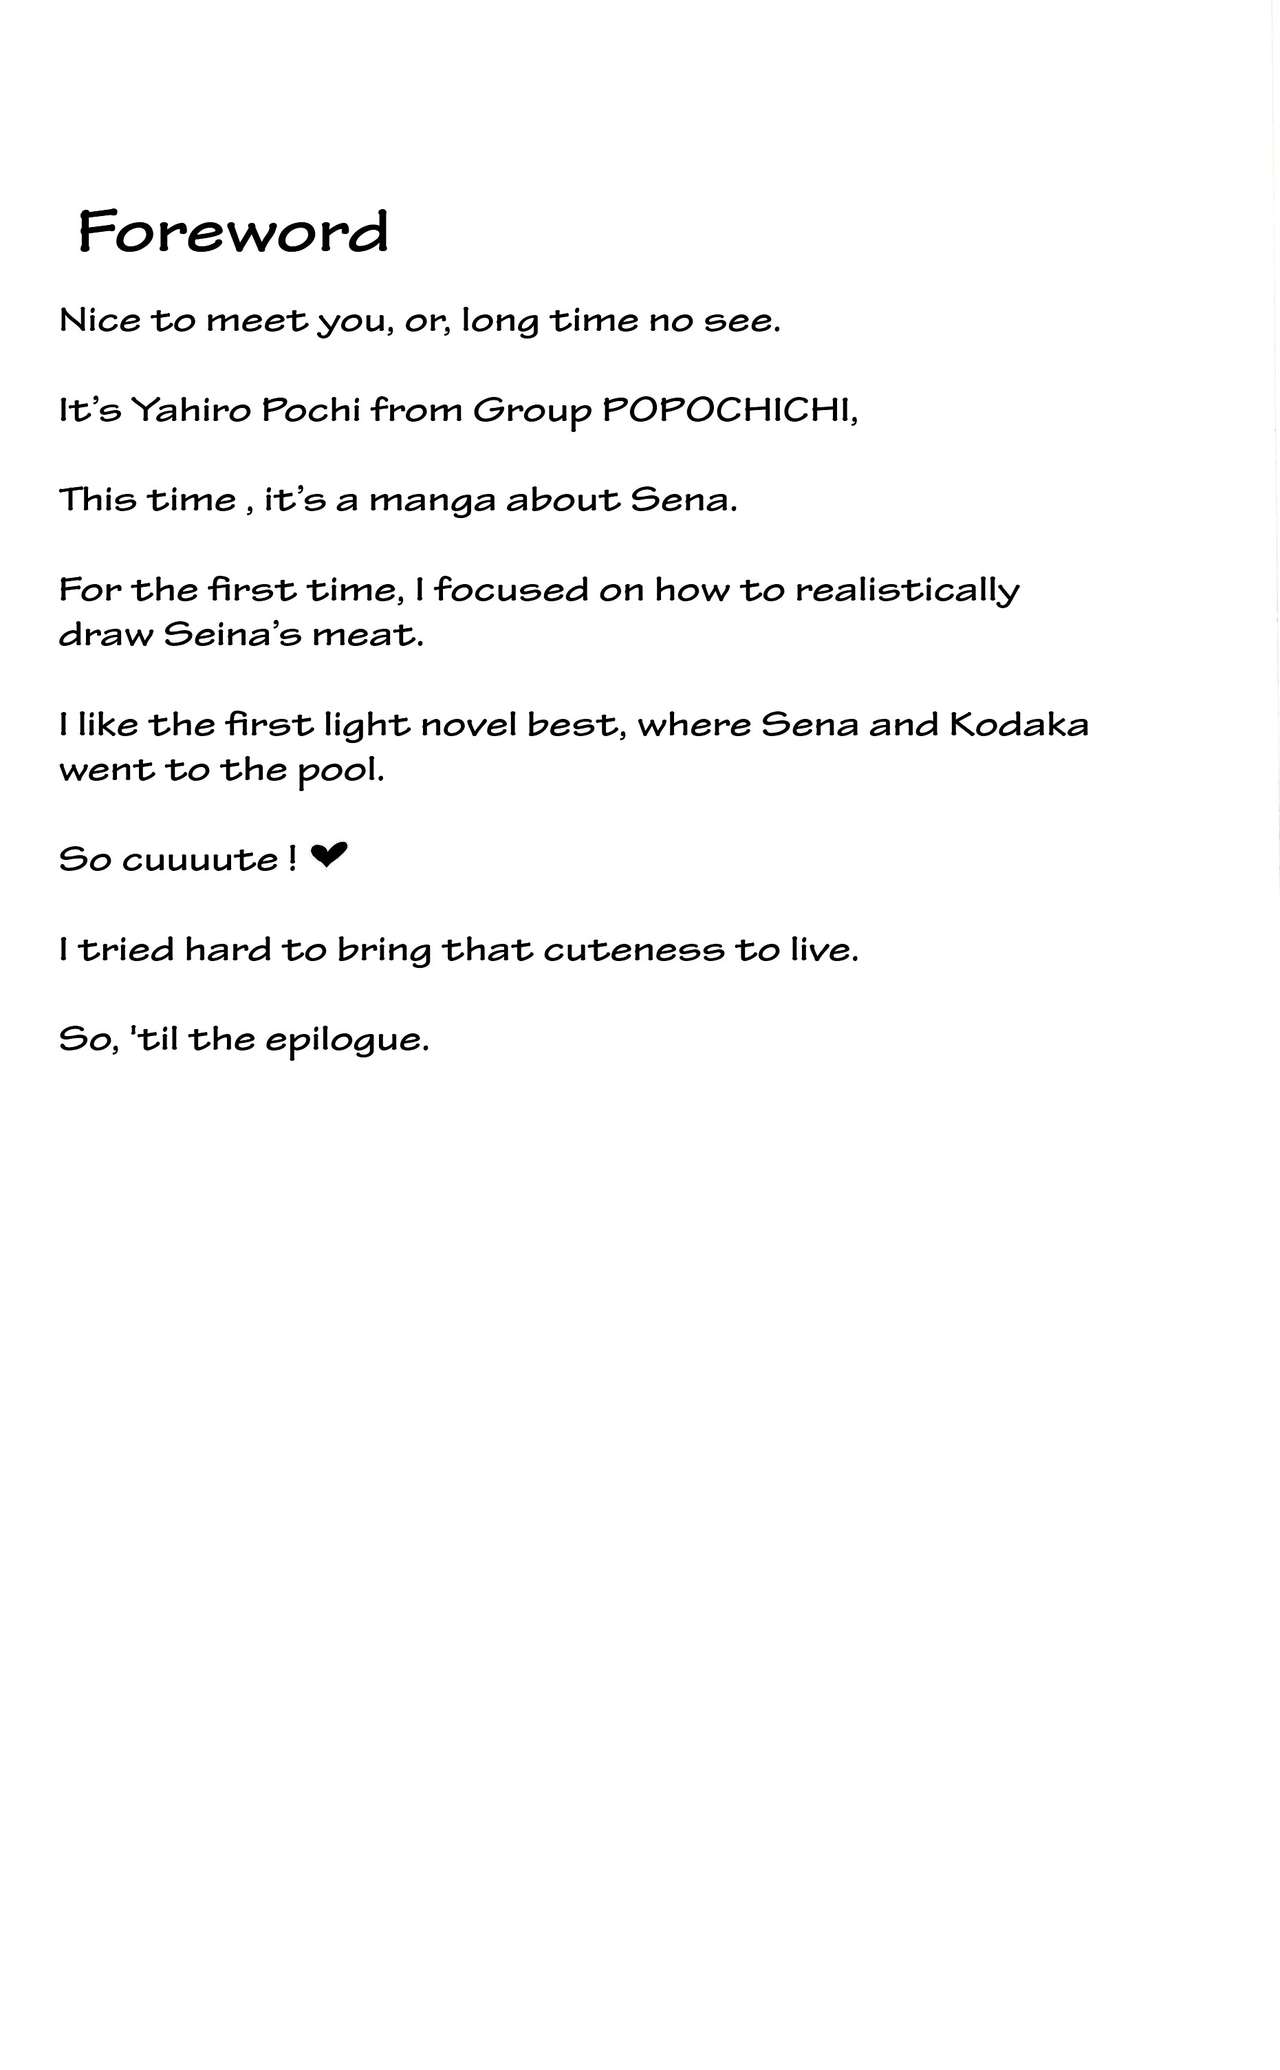 Foreword
Nice to meet you, or, long time no see.
It's Yahiro Pochi from Group POPOCHICHI,
This time , it's a manga about Sena.
For the first time, I focused on how to realistically
draw Seina's meat.
I like the first light novel best, where Sena and Kodaka
went to the pool.
So cuuuute ! ❤
I tried hard to bring that cuteness to live.
So, 'til the epilogue.